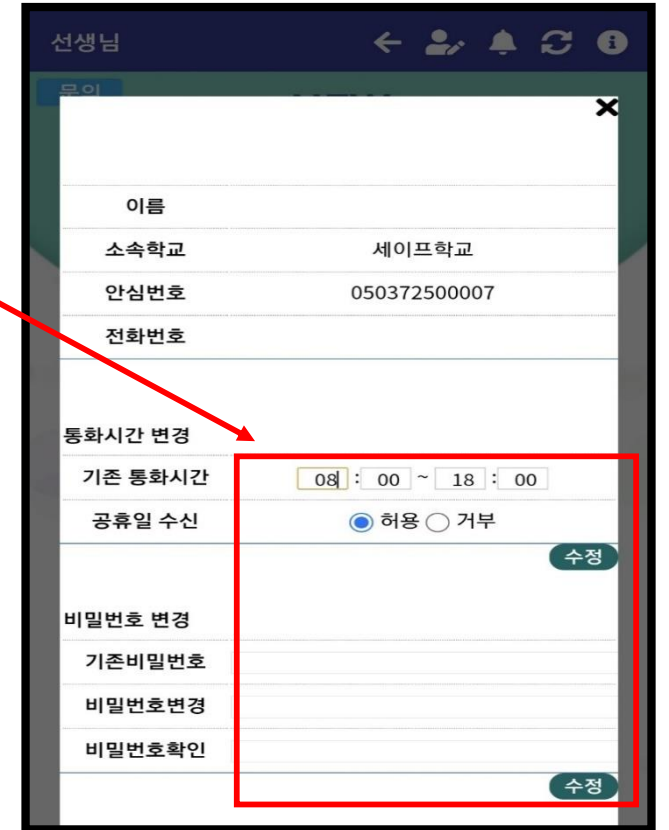 선생님
문의
이름
소속학교 세이프학교
안심번호 050372500007
전화번호
통화시간 변경
기존 통화시간 08 : 00 ~ 18 : 00
공휴일 수신 허용 거부
수정
비밀번호 변경
기존비밀번호
비밀번호변경
비밀번호확인
수정